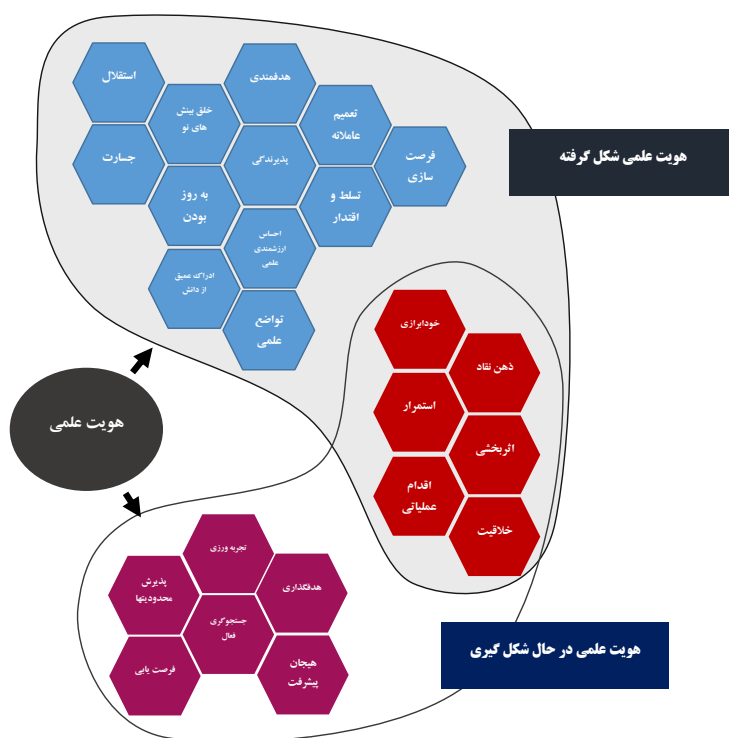 استقلال
هدفمندی
خلق بینش
های نو
تعمیم
عاملانه
جسارت
پذیرندگی
فرصت
سازی
هویت علمی شکل گرفته
به روز
بودن
تسلط و
اقتدار
احساس
ارزشمندی
علمی
ادراک عمیق
از دانش
تواضع
علمی
خودابرازی
ذهن نقاد
استمرار
هویت علمی
اثربخشی
اقدام
عملیاتی
خلاقیت
تجربه ورزی
پذیرش
محدودیتها
هدفگذاری
جستجوگری
فعال
فرصت یابی
هیجان
پیشرفت
هویت علمی در حال شکل گیری